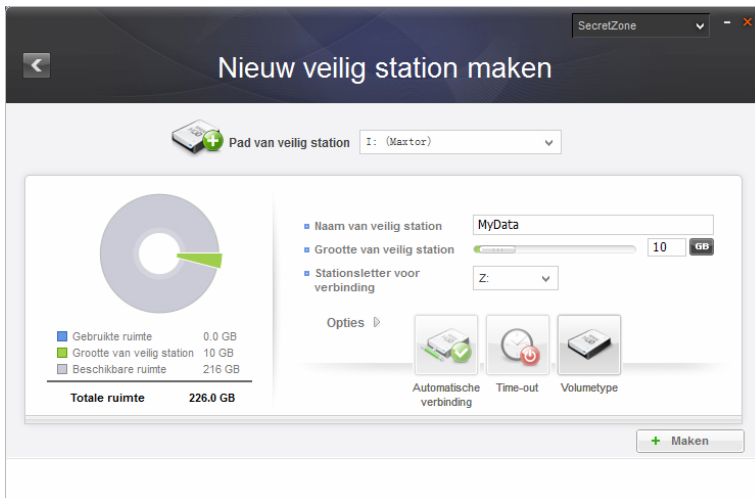 SecretZone
Nieuw veilig station maken
Pad van veilig station I: (Maxtor)
Naam van veilig station MyData
Grootte van veilig station 10 GB
Stationsletter voor verbinding Z:
Opties
Automatische verbinding
Time-out
Volumetype
Gebruikte ruimte 0.0 GB
Grootte van veilig station 10 GB
Beschikbare ruimte 216 GB
Totale ruimte 226.0 GB
+ Maken